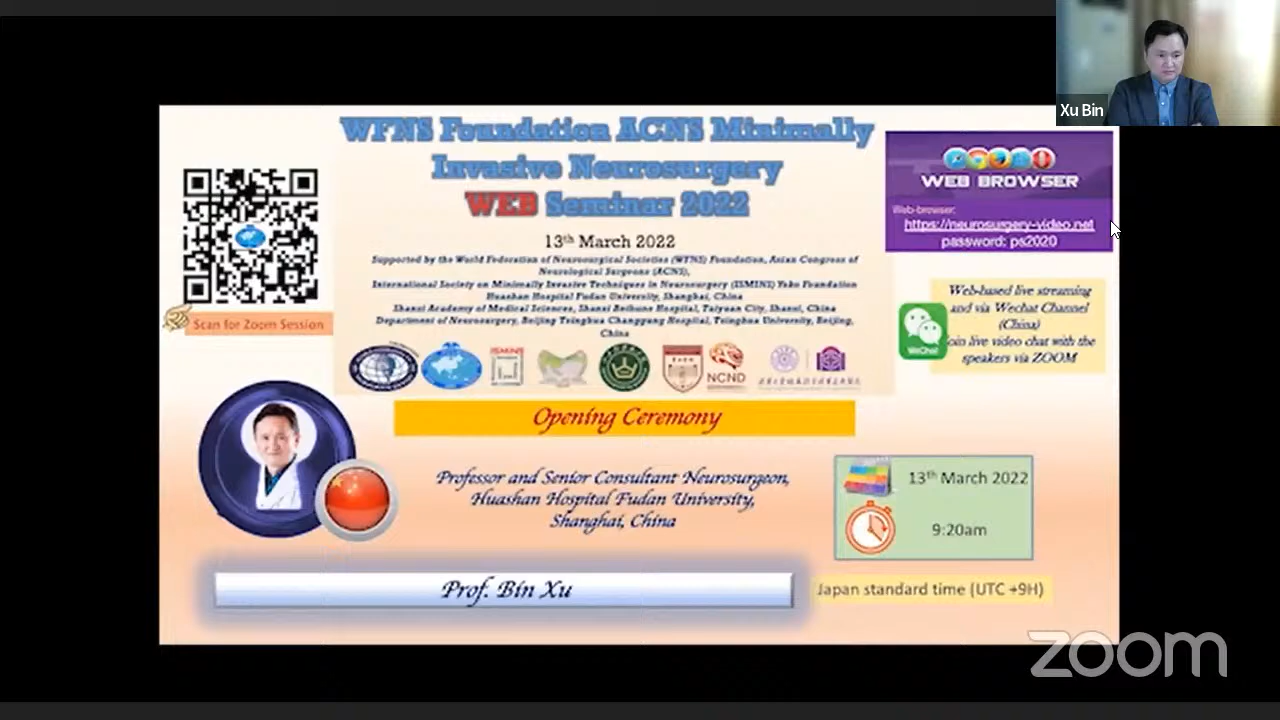 Xu Bin
WFNS Foundation ACNS Minimally
Invasive Neurosurgery
WEB Seminar 2022
13th March 2022
Supported by the World Federation of Neurosurgical Societies (WFNS) Foundation, Asian Congress of
Neurological Surgeons (ACNS),
International Society on Minimally Invasive Techniques in Neurosurgery (ISMINS) Yoko Foundation
Huashan Hospital Fudan University, Shanghai, China
Shanxi Academy of Medical Sciences, Shanxi Bethune Hospital, Taiyuan City, Shanxi, China
Department of Neurosurgery, Beijing Tsinghua Changgung Hospital, Tsinghua University, Beijing,
China
ISMINS
NCND
Scan for Zoom Session
WEB BROWSER
Web-browser:
https://neurosurgery-video.net
password: ps2020
Web-based live streaming
and via Wechat Channel
(China)
oin live video chat with the
speakers via ZOOM
WeChat
Opening Ceremony
Professor and Senior Consultant Neurosurgeon,
Huashan Hospital Fudan University,
Shanghai, China
13th March 2022
9:20am
Prof. Bin Xu
Japan standard time (UTC +9H)
zoom